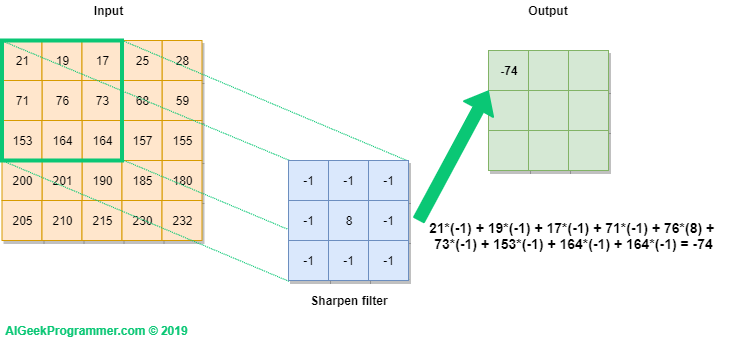 Input
Output
21 19 17 25 28
71 76 73 68 59
153 164 164 157 155
200 201 190 185 180
205 210 215 230 232
-1 -1 -1
-1 8 -1
-1 -1 -1
Sharpen filter
-74
21*(-1) + 19*(-1) + 17*(-1) + 71*(-1) + 76*(8) +
73*(-1) + 153*(-1) + 164*(-1) + 164*(-1) = -74
AIGeekProgrammer.com © 2019